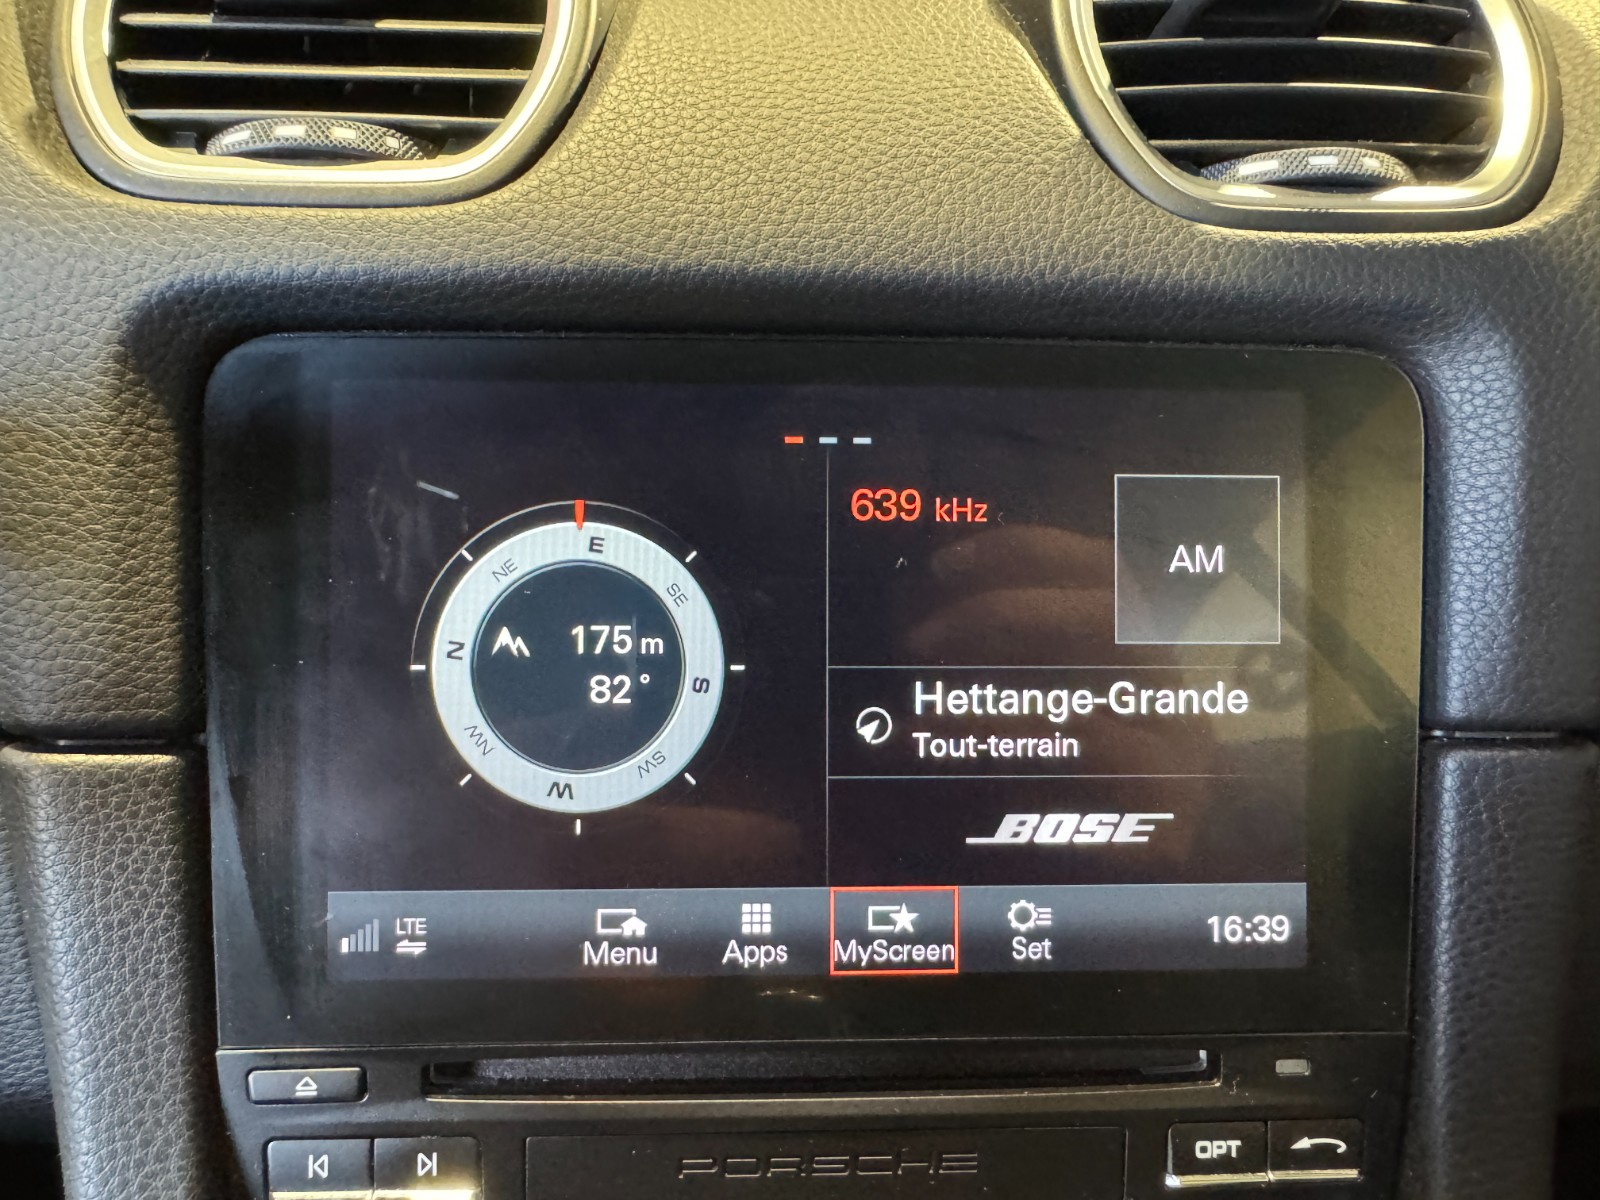 639 kHz
AM
E
NE
SE
N
175 m
82°
S
NW
SW
W
Hettange-Grande
Tout-terrain
BOSE
LTE
Menu
Apps
MyScreen
Set
16:39
OPT
PORSCHE